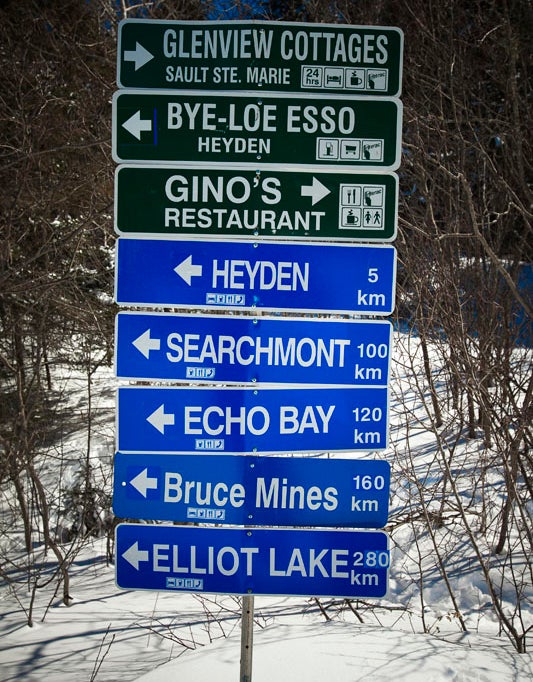 GLENVIEW COTTAGES
SAULT STE. MARIE 24 hrs
BYE-LOE ESSO
HEYDEN
GINO'S
RESTAURANT
HEYDEN 5 km
SEARCHMONT 100 km
ECHO BAY 120 km
Bruce Mines 160 km
ELLIOT LAKE 280 km